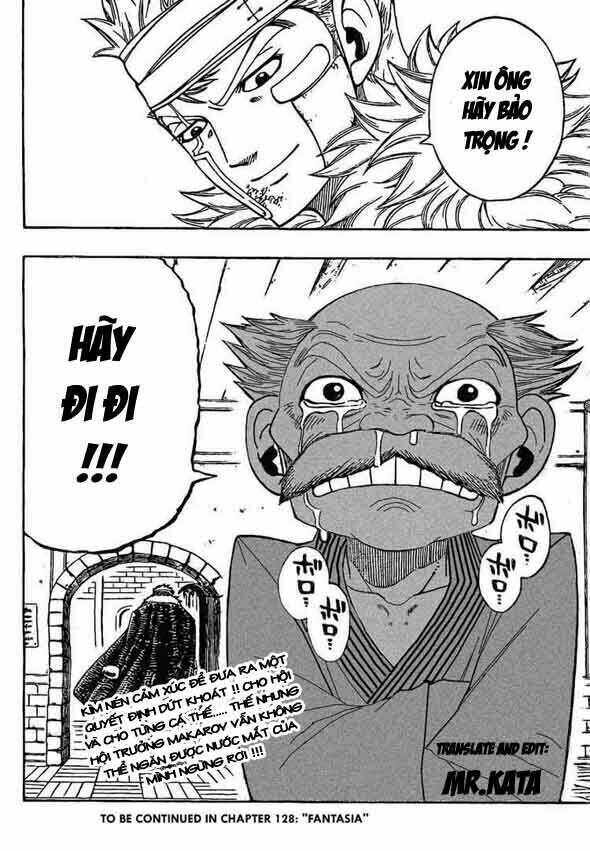 XIN ÔNG
HÃY BẢO
TRỌNG !
HÃY
ĐI ĐI
!!!
デロ…
デロ…
ボロ…
ボロ…
KÌM NÉN CẢM XÚC ĐỂ ĐƯA RA MỘT
QUYẾT ĐỊNH DỨT KHOÁT !! CHO HỘI
VÀ CHO TỪNG CÁ THỂ..... THẾ NHƯNG
HỘI TRƯỞNG MAKAROV VẪN KHÔNG
THỂ NGĂN ĐƯỢC NƯỚC MẮT CỦA
MÌNH NGỪNG RƠI !!!
TRANSLATE AND EDIT:
MR.KATA
TO BE CONTINUED IN CHAPTER 128: "FANTASIA"